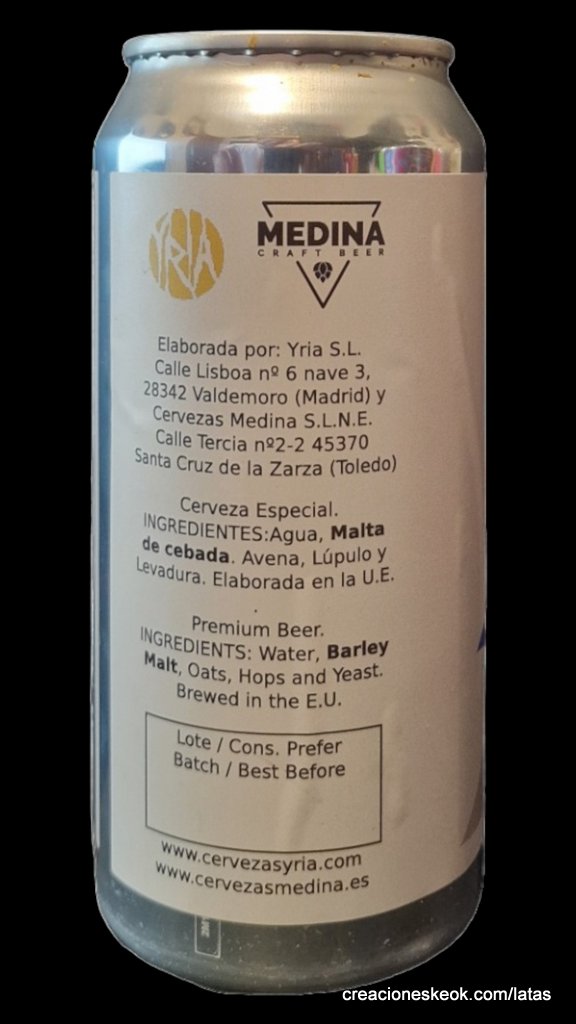 YRIA
MEDINA
CRAFT BEER
Elaborada por: Yria S.L.
Calle Lisboa nº 6 nave 3,
28342 Valdemoro (Madrid) y
Cervezas Medina S.L.N.E.
Calle Tercia nº2-2 45370
Santa Cruz de la Zarza (Toledo)
Cerveza Especial.
INGREDIENTES:Agua, Malta
de cebada. Avena, Lúpulo y
Levadura. Elaborada en la U.E.
.
Premium Beer.
INGREDIENTS: Water, Barley
Malt, Oats, Hops and Yeast.
Brewed in the E.U.
Lote / Cons. Prefer
Batch / Best Before
www.cervezasyria.com
www.cervezasmedina.es
creacioneskeok.com/latas